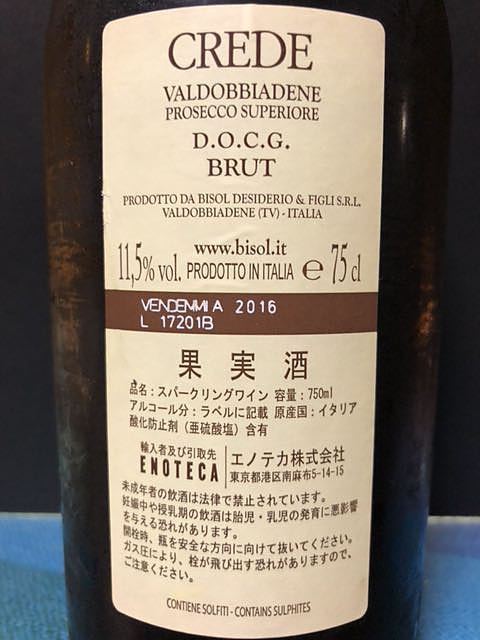 CREDE
VALDOBBIADENE
PROSECCO SUPERIORE
D.O.C.G.
BRUT
PRODOTTO DA BISOL DESIDERIO & FIGLI S.R.L.
VALDOBBIADENE (TV) - ITALIA
www.bisol.it
11,5% vol. PRODOTTO IN ITALIA ℮ 75 cl
VENDEMMIA 2016
L 17201B
果実酒
品名：スパークリングワイン 容量：750ml
アルコール分：ラベルに記載 原産国：イタリア
酸化防止剤（亜硫酸塩）含有
輸入者及び引取先
ENOTECA
エノテカ株式会社
東京都港区南麻布5-14-15
未成年者の飲酒は法律で禁止されています。
妊娠中や授乳期の飲酒は胎児・乳児の発育に悪影響
を与える恐れがあります。
開栓時、瓶を安全な方向に向けて抜いてください。
ガス圧により、栓が飛び出す恐れがありますので、
ご注意ください。
CONTIENE SOLFITI - CONTAINS SULPHITES